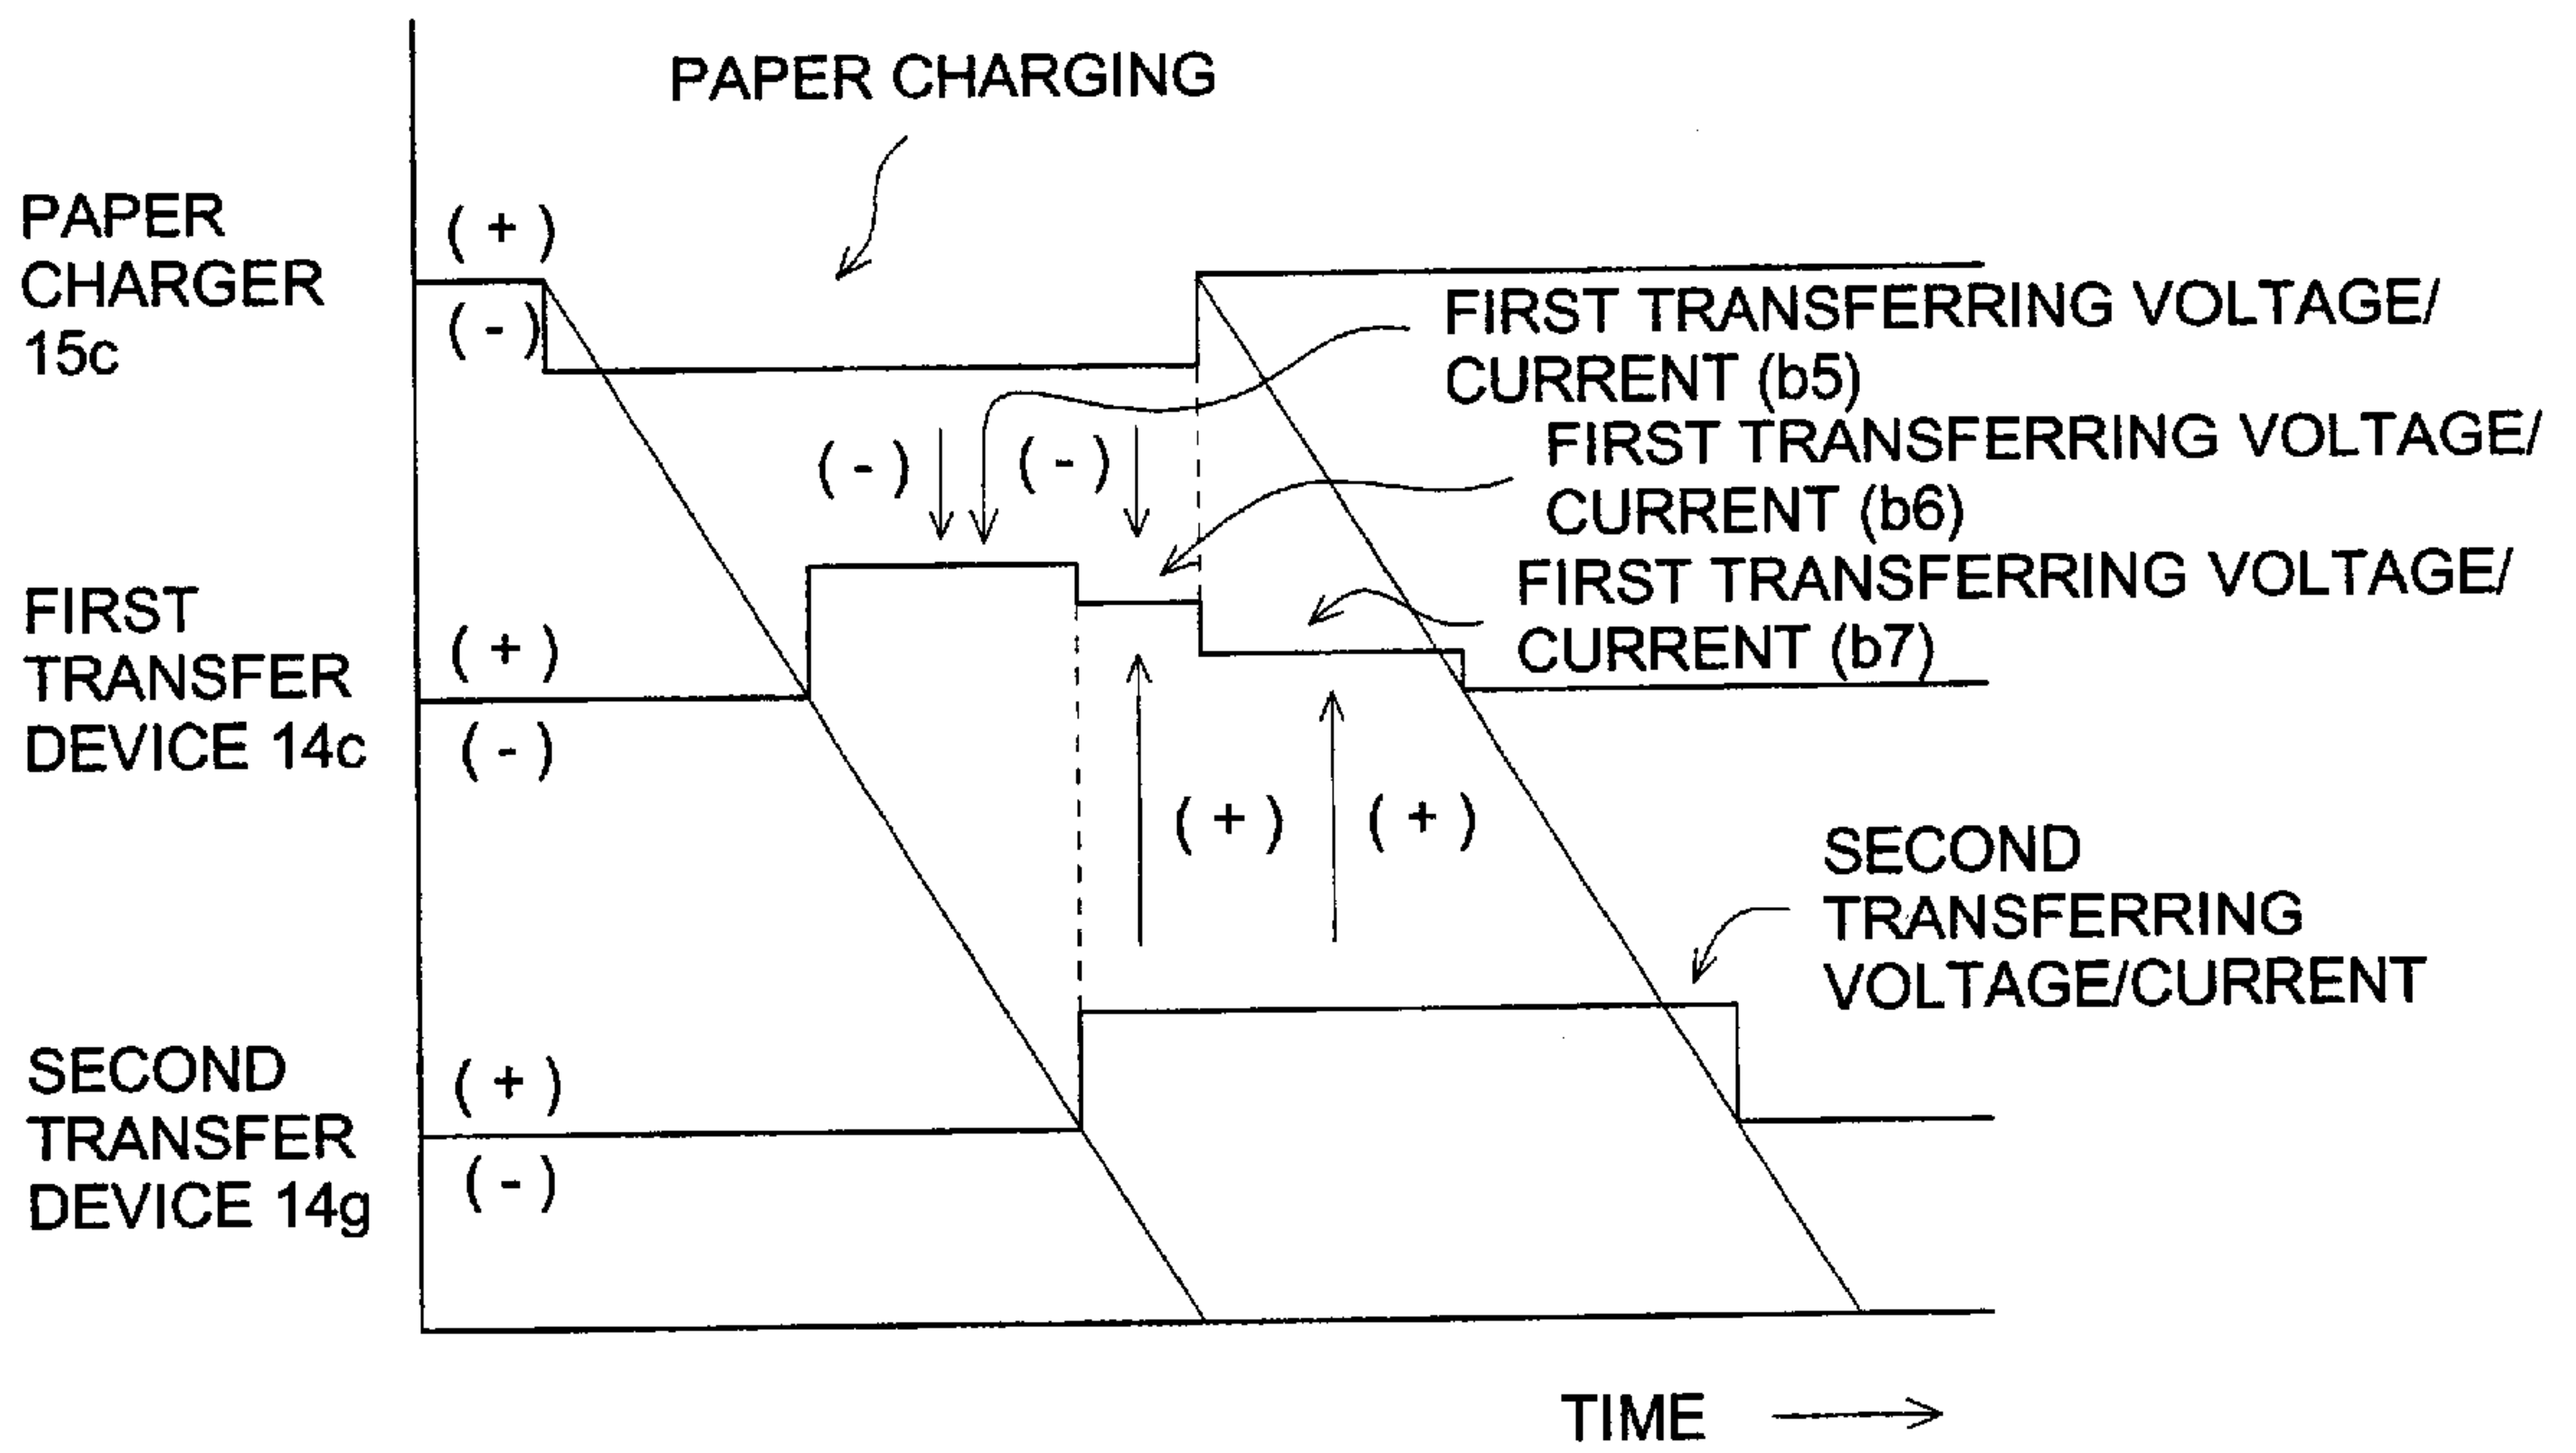 PAPER CHARGING
PAPER
CHARGER
15c
( + )
( - )
FIRST TRANSFERRING VOLTAGE/
CURRENT (b5)
FIRST TRANSFERRING VOLTAGE/
CURRENT (b6)
FIRST TRANSFERRING VOLTAGE/
CURRENT (b7)
( - )
( - )
FIRST
TRANSFER
DEVICE 14c
( + )
( - )
( + )
( + )
SECOND
TRANSFERRING
VOLTAGE/CURRENT
SECOND
TRANSFER
DEVICE 14g
( + )
( - )
TIME